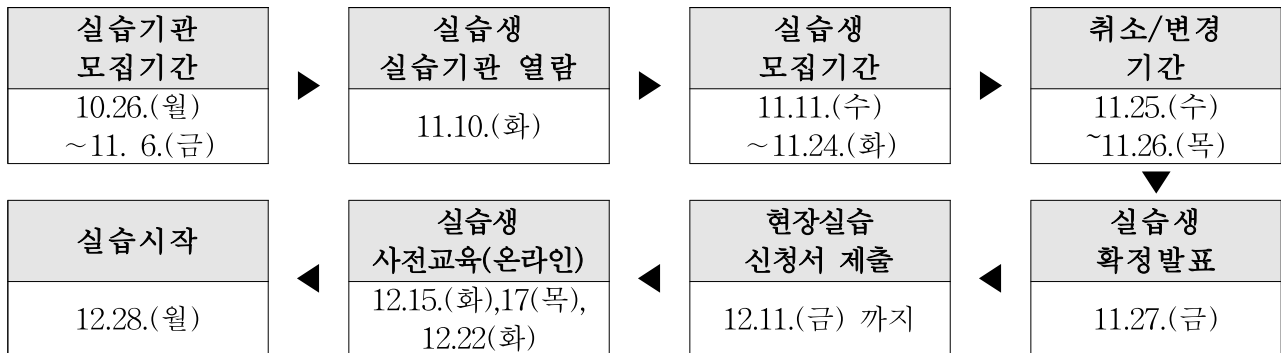 실습기관
모집기간
10.26.(월)
~11. 6.(금)
▶
실습생
실습기관 열람
11.10.(화)
▶
실습생
모집기간
11.11.(수)
~11.24.(화)
▶
취소/변경
기간
11.25.(수)
~11.26.(목)
▼
실습생
확정발표
11.27.(금)
◀
현장실습
신청서 제출
12.11.(금) 까지
◀
실습생
사전교육(온라인)
12.15.(화),17(목),
12.22(화)
◀
실습시작
12.28.(월)